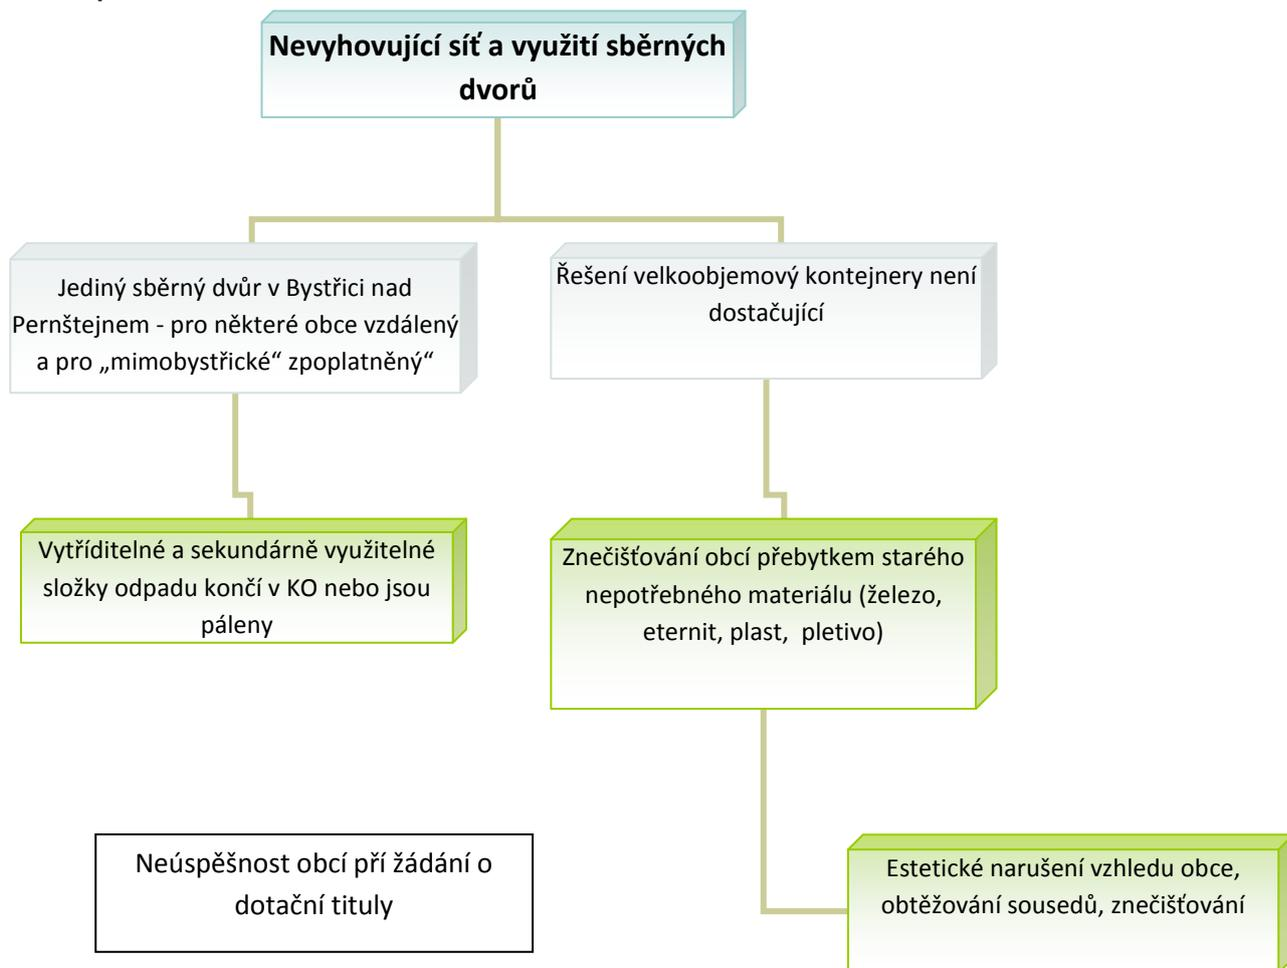 Nevyhovující síť a využití sběrných
dvorů
Jediný sběrný dvůr v Bystřici nad
Pernštejnem - pro některé obce vzdálený
a pro „mimobystřické“ zpoplatněný“
Řešení velkoobjemový kontejnery není
dostačující
Vytříditelné a sekundárně využitelné
složky odpadu končí v KO nebo jsou
páleny
Znečišťování obcí přebytkem starého
nepotřebného materiálu (železo,
eternit, plast, pletivo)
Neúspěšnost obcí při žádání o
dotační tituly
Estetické narušení vzhledu obce,
obtěžování sousedů, znečišťování